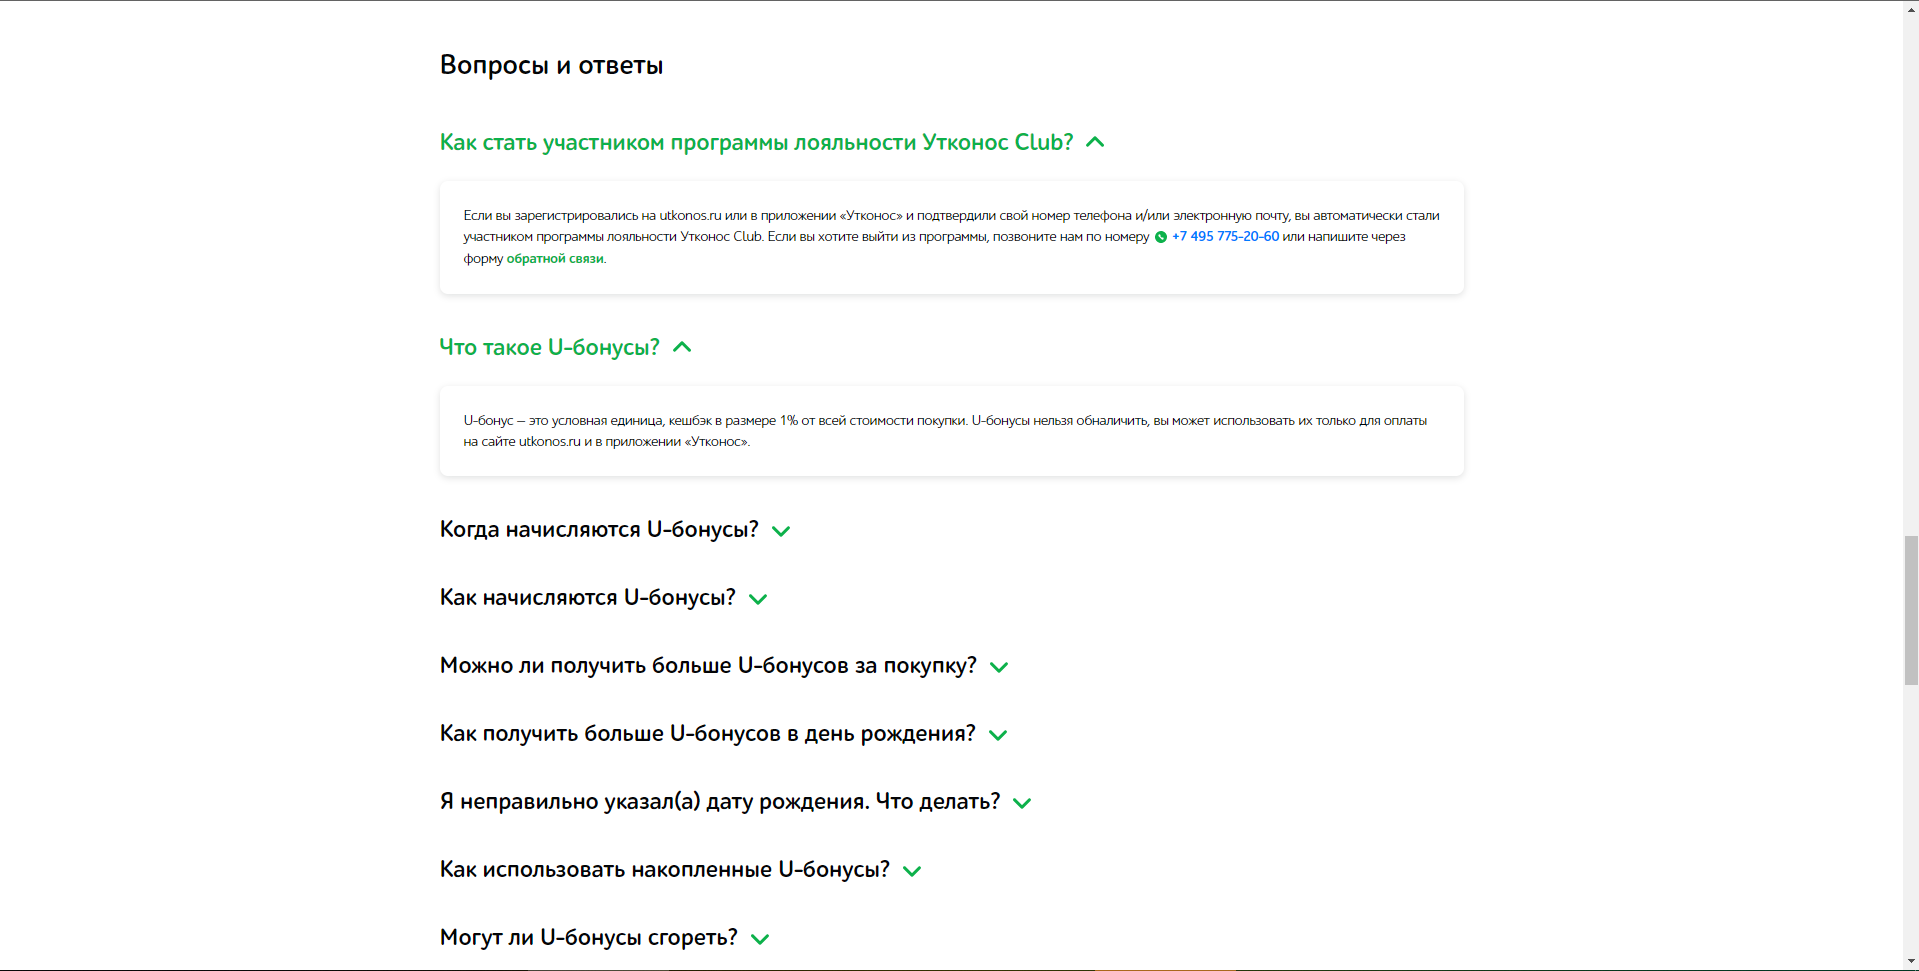 Вопросы и ответы
Как стать участником программы лояльности Утконос Club?
Если вы зарегистрировались на utkonos.ru или в приложении «Утконос» и подтвердили свой номер телефона и/или электронную почту, вы автоматически стали
участником программы лояльности Утконос Club. Если вы хотите выйти из программы, позвоните нам по номеру +7 495 775-20-60 или напишите через
форму обратной связи.
Что такое U-бонусы?
U-бонус – это условная единица, кешбэк в размере 1% от всей стоимости покупки. U-бонусы нельзя обналичить, вы может использовать их только для оплаты
на сайте utkonos.ru и в приложении «Утконос».
Когда начисляются U-бонусы?
Как начисляются U-бонусы?
Можно ли получить больше U-бонусов за покупку?
Как получить больше U-бонусов в день рождения?
Я неправильно указал(а) дату рождения. Что делать?
Как использовать накопленные U-бонусы?
Могут ли U-бонусы сгореть?